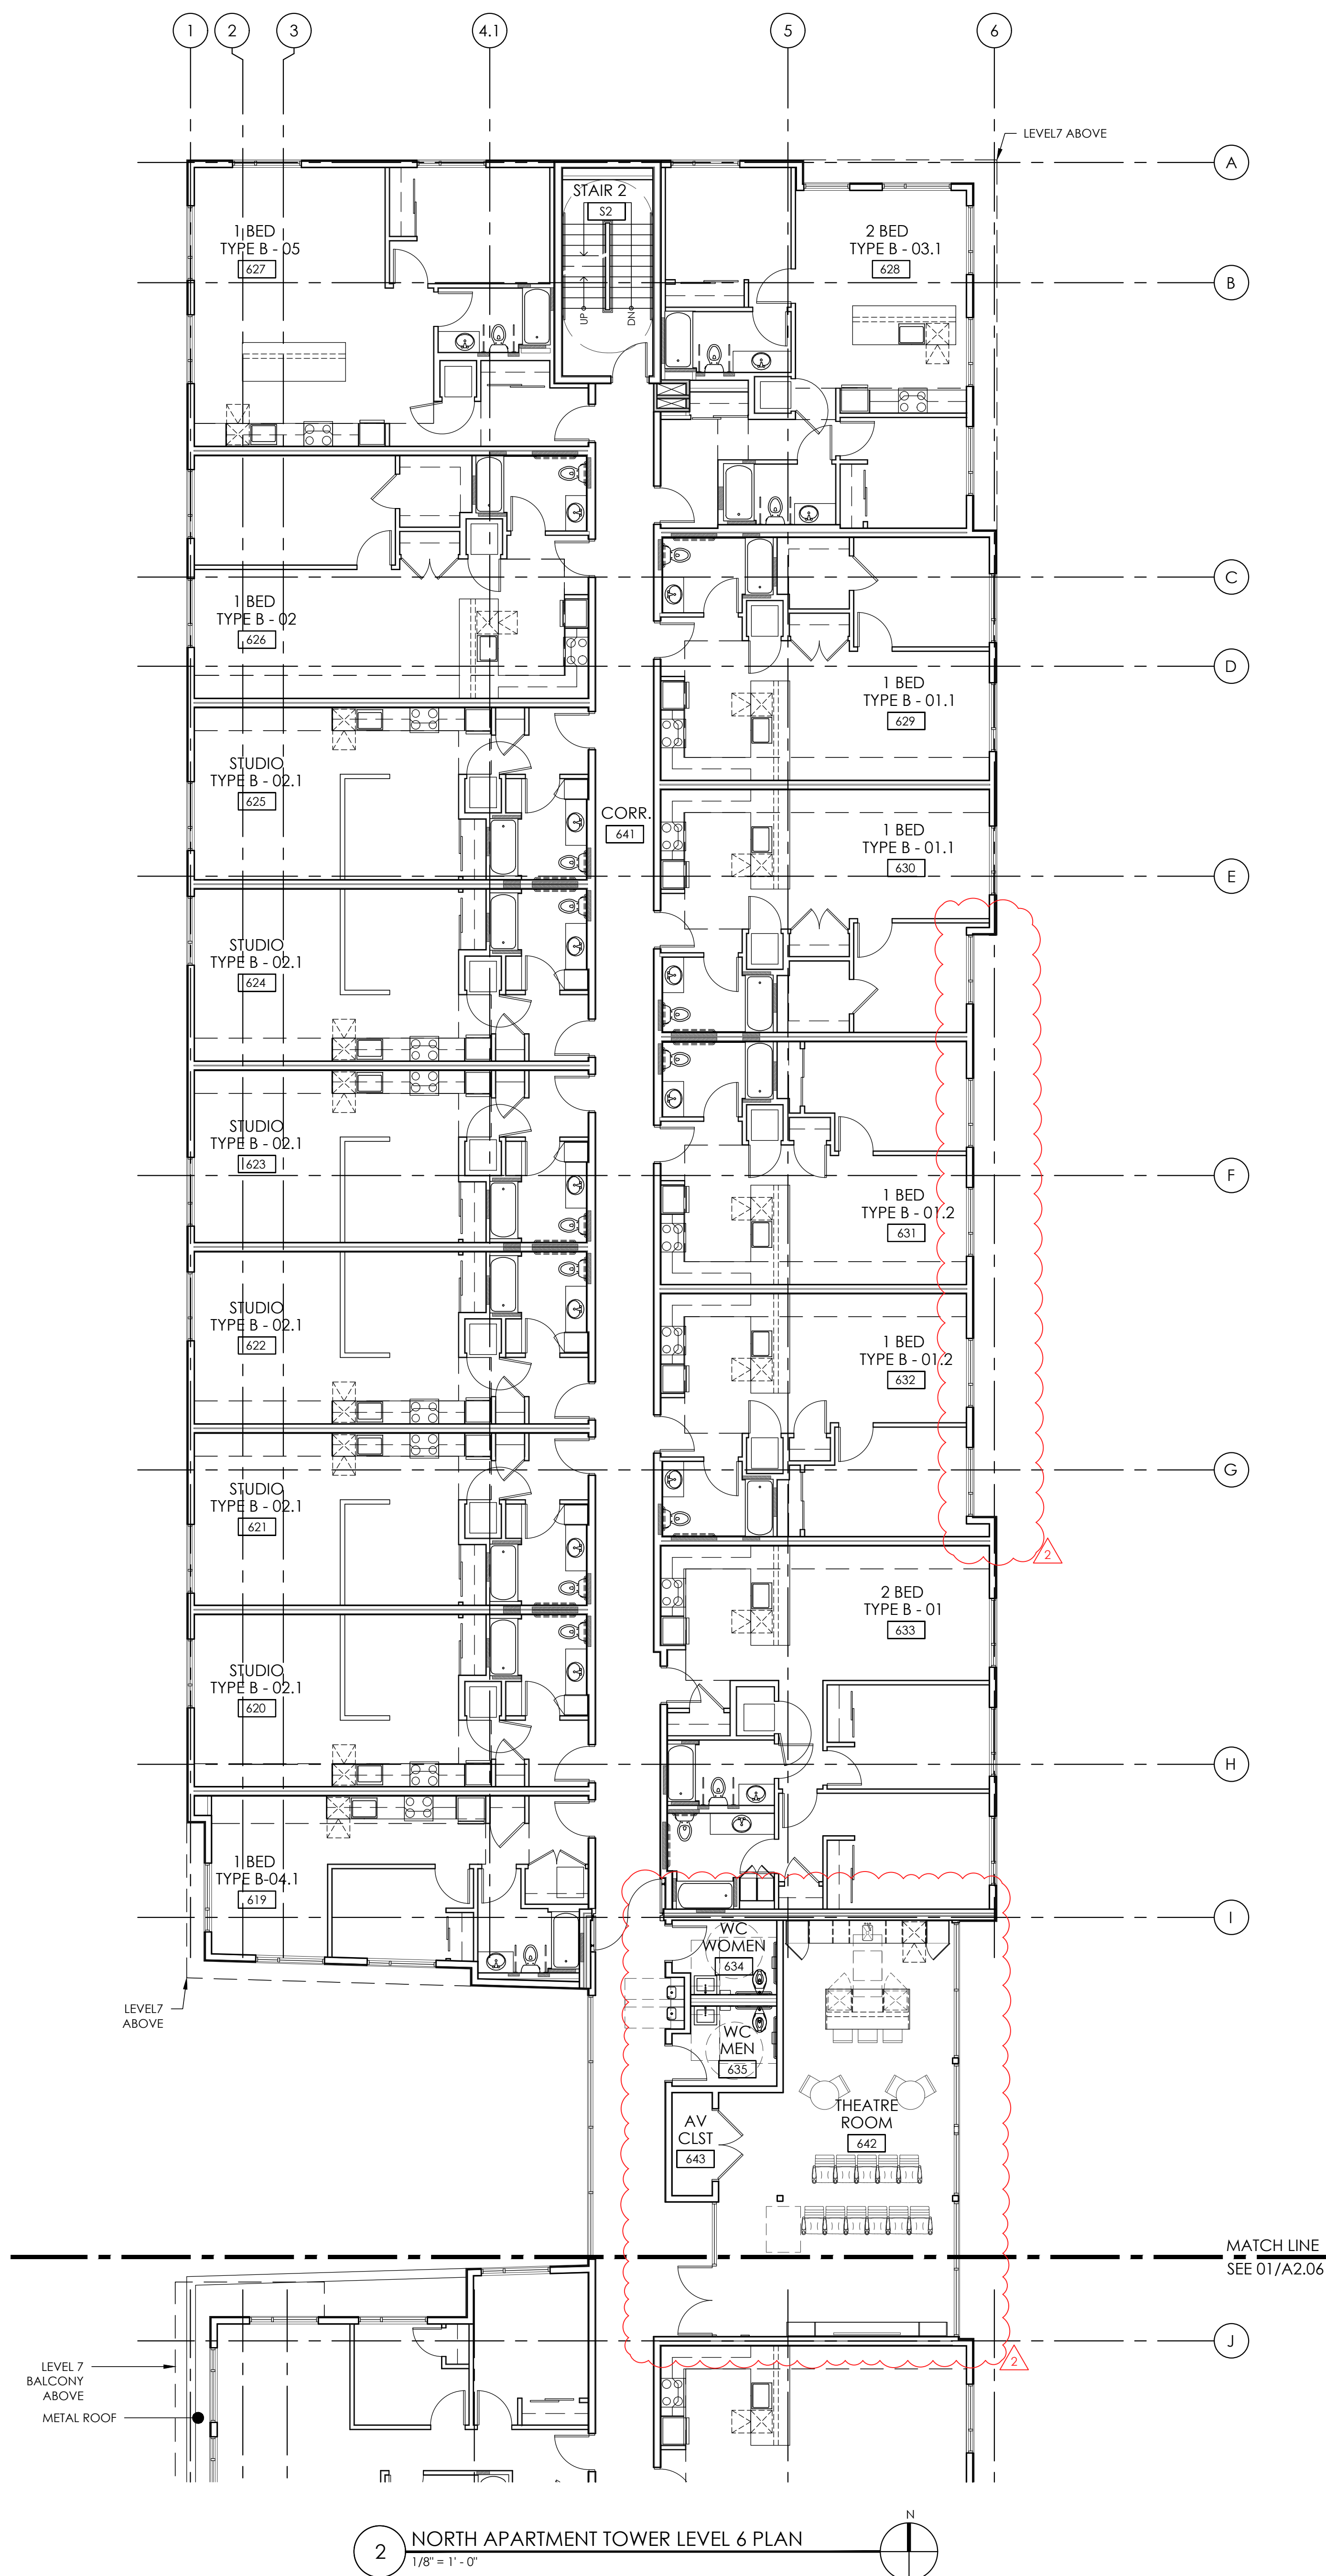 1
2
3
4.1
5
6
LEVEL7 ABOVE
A
STAIR 2
S2
UP
DN
1 BED
TYPE B - 05
627
2 BED
TYPE B - 03.1
628
B
1 BED
TYPE B - 02
626
C
D
1 BED
TYPE B - 01.1
629
STUDIO
TYPE B - 02.1
625
CORR.
641
1 BED
TYPE B - 01.1
630
E
STUDIO
TYPE B - 02.1
624
STUDIO
TYPE B - 02.1
623
F
1 BED
TYPE B - 01.2
631
STUDIO
TYPE B - 02.1
622
1 BED
TYPE B - 01.2
632
G
STUDIO
TYPE B - 02.1
621
2
2 BED
TYPE B - 01
633
STUDIO
TYPE B - 02.1
620
H
1 BED
TYPE B-04.1
619
I
WC
WOMEN
634
LEVEL7
ABOVE
WC
MEN
635
THEATRE
ROOM
642
AV
CLST
643
MATCH LINE
SEE 01/A2.06
J
2
LEVEL 7
BALCONY
ABOVE
METAL ROOF
N
2
NORTH APARTMENT TOWER LEVEL 6 PLAN
1/8" = 1' - 0"